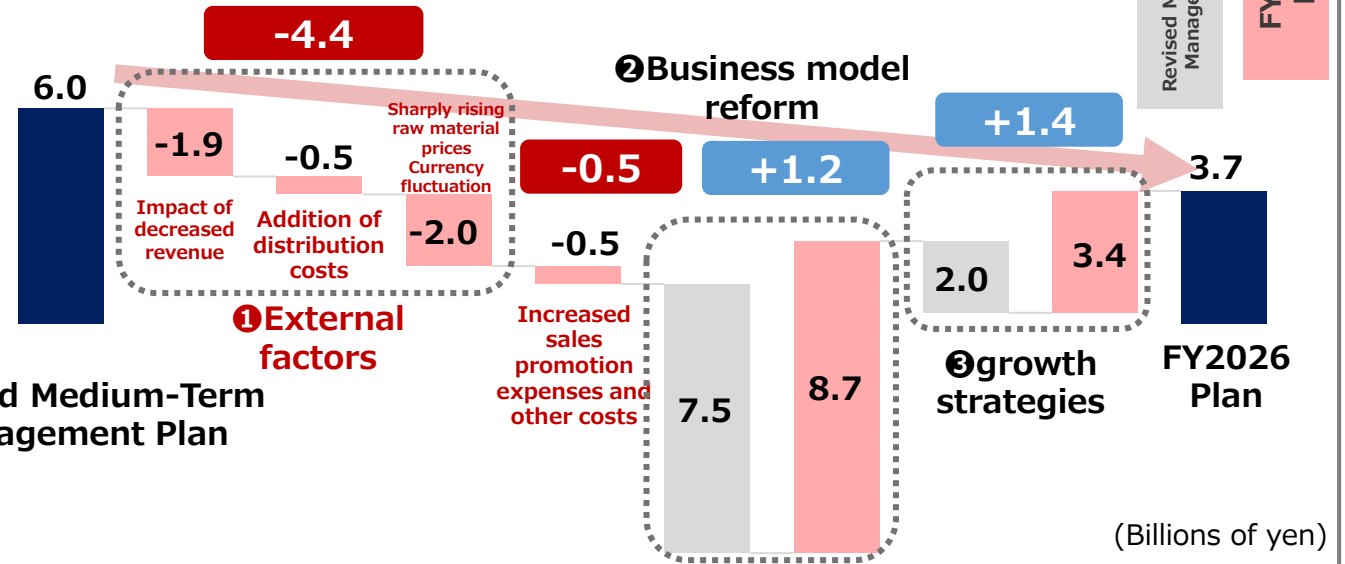 -4.4
6.0
-1.9
Impact of
decreased
revenue
-0.5
Addition of
distribution
costs
Sharply rising
raw material
prices
Currency
fluctuation
-2.0
❶External
factors
-0.5
-0.5
Increased
sales
promotion
expenses and
other costs
❷Business model
reform
+1.2
7.5
8.7
+1.4
2.0
3.4
❸growth
strategies
3.7
FY2026
Plan
d Medium-Term
agement Plan
Revised M
Manage
FY
(Billions of yen)